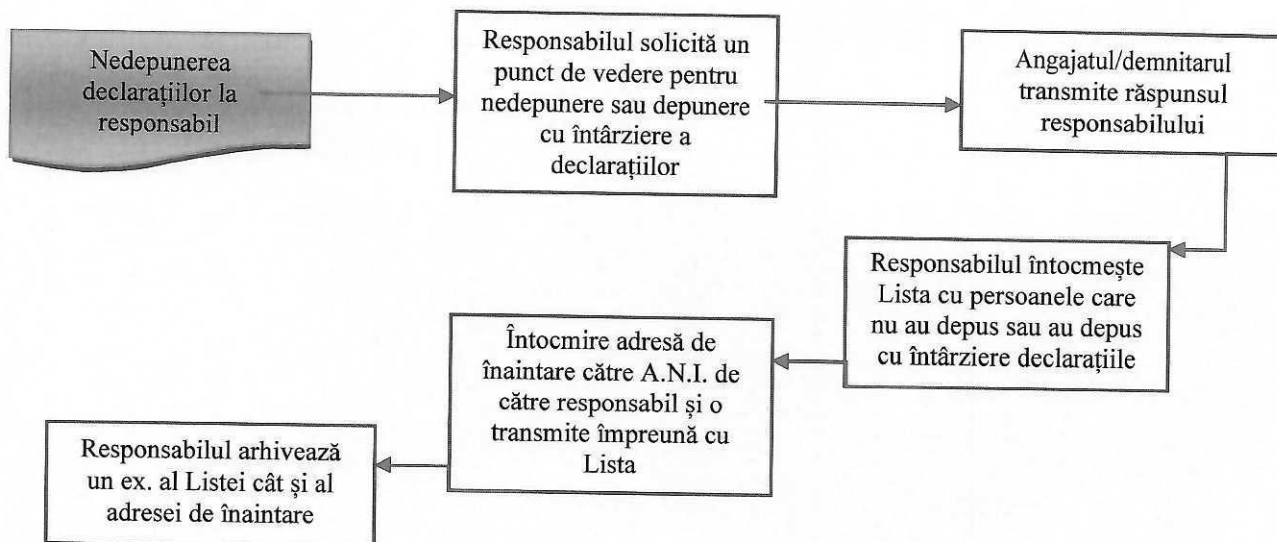 Nedepunerea
declarațiilor la
responsabil
Responsabilul solicită un
punct de vedere pentru
nedepunere sau depunere
cu întârziere a
declarațiilor
Angajatul/demnitarul
transmite răspunsul
responsabilului
Responsabilul întocmește
Lista cu persoanele care
nu au depus sau au depus
cu întârziere declarațiile
Întocmire adresă de
înaintare către A.N.I. de
către responsabil și o
transmite împreună cu
Lista
Responsabilul arhivează
un ex. al Listei cât și al
adresei de înaintare